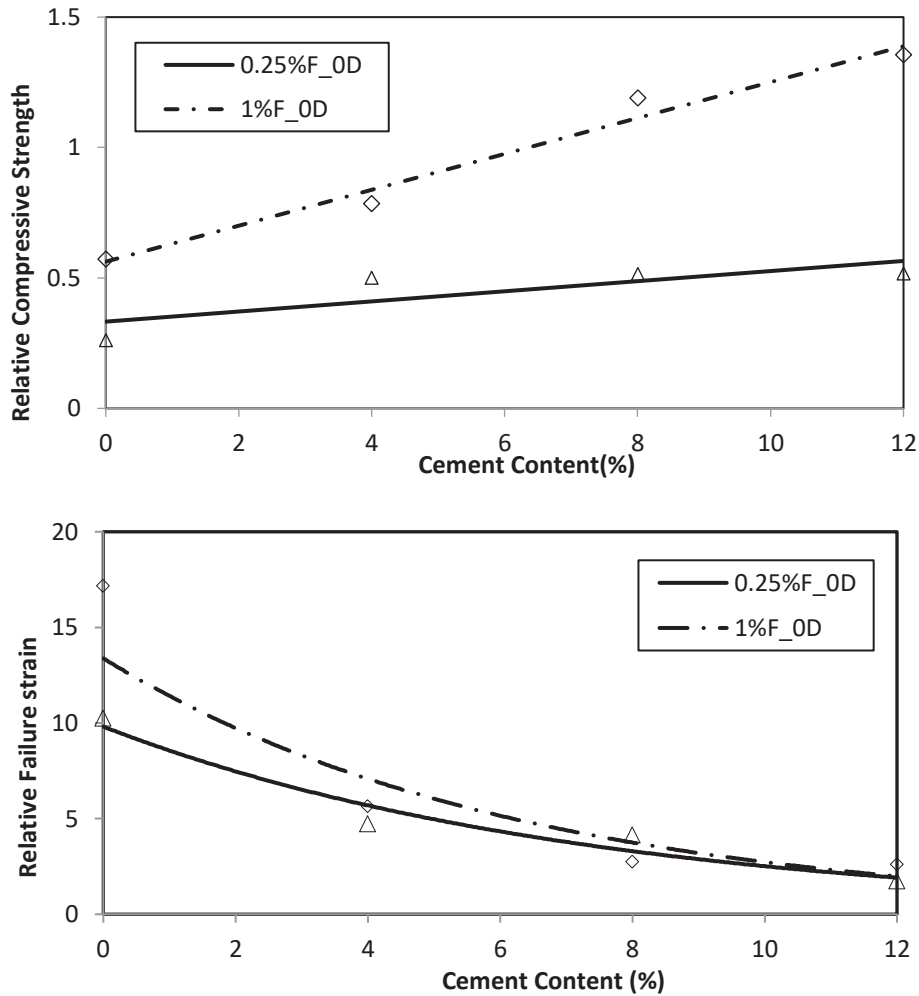 1.5
1
0.5
0
Relative Compressive Strength
0.25%F_0D
1%F_0D
0 2 4 6 8 10 12
Cement Content(%)
20
15
10
5
0
Relative Failure strain
0.25%F_0D
1%F_0D
0 2 4 6 8 10 12
Cement Content (%)